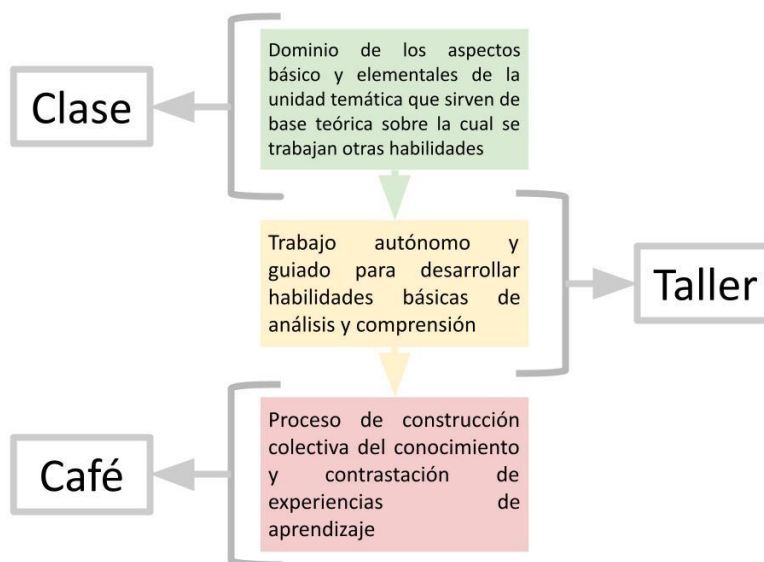 Clase
Dominio de los aspectos
básico y elementales de la
unidad temática que sirven de
base teórica sobre la cual se
trabajan otras habilidades
Trabajo autónomo y
guiado para desarrollar
habilidades básicas de
análisis y comprensión
Taller
Proceso de construcción
colectiva del conocimiento
y contrastación de
experiencias de
aprendizaje
Café